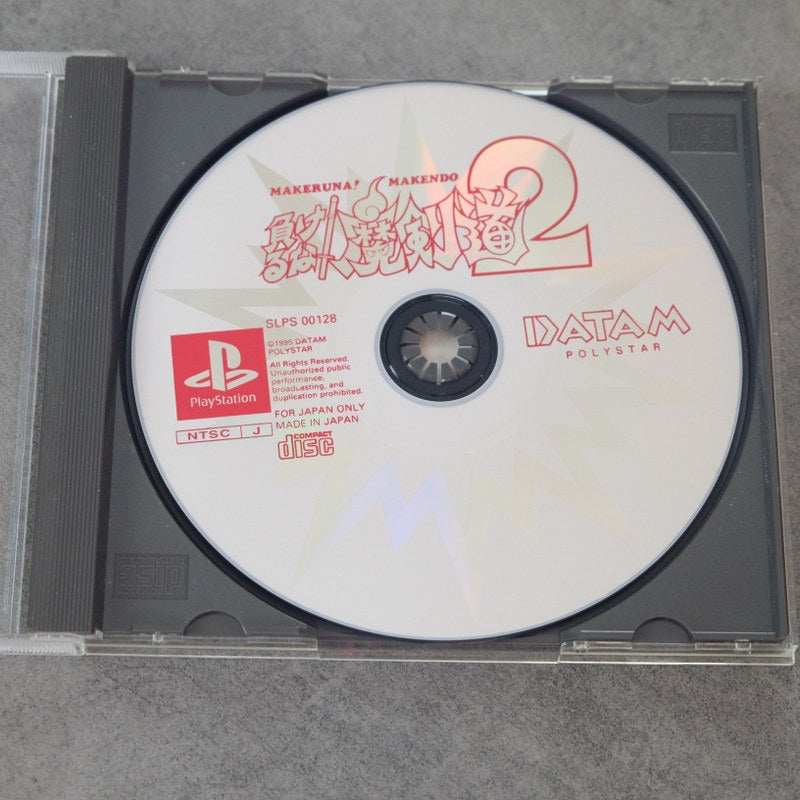 MAKERUNA! MAKENDO
負けるな!魔剣道2
SLPS 00128
©1995 DATAM
POLYSTAR
All Rights Reserved.
Unauthorized public
performance,
broadcasting, and
duplication prohibited.
FOR JAPAN ONLY
MADE IN JAPAN
PlayStation
NTSC J
COMPACT
disc
DATAM
POLYSTAR